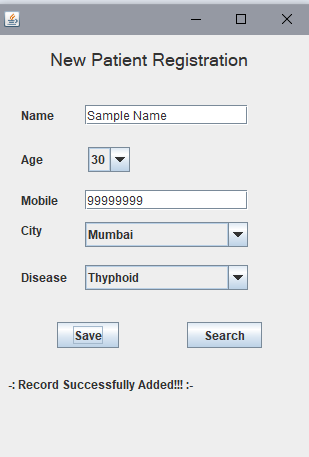 New Patient Registration
Name Sample Name
Age 30
Mobile 99999999
City Mumbai
Disease Thyphoid
Save Search
-: Record Successfully Added!!! :-